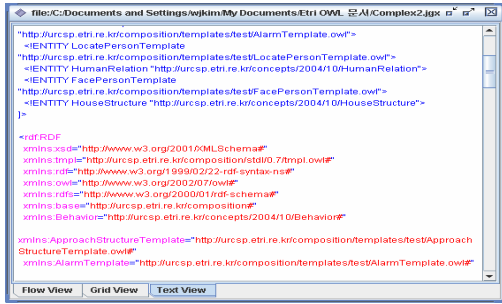 file:/C:/Documents and Settings/wjkim/My Documents/Etri OWL 문서/Complex2.jgx
"http://urcsp.etri.re.kr/composition/templates/test/AlarmTemplate.owl">
<!ENTITY LocatePersonTemplate
"http://urcsp.etri.re.kr/composition/templates/test/LocatePersonTemplate.owl">
<!ENTITY HumanRelation "http://urcsp.etri.re.kr/concepts/2004/10/HumanRelation">
<!ENTITY FacePersonTemplate
"http://urcsp.etri.re.kr/composition/templates/test/FacePersonTemplate.owl">
<!ENTITY HouseStructure "http://urcsp.etri.re.kr/concepts/2004/10/HouseStructure">
]>
<rdf:RDF
xmlns:xsd="http://www.w3.org/2001/XMLSchema#"
xmlns:tmpl="http://urcsp.etri.re.kr/composition/stdl/0.7/tmpl.owl#"
xmlns:rdf="http://www.w3.org/1999/02/22-rdf-syntax-ns#"
xmlns:owl="http://www.w3.org/2002/07/owl#"
xmlns:rdfs="http://www.w3.org/2000/01/rdf-schema#"
xmlns:base="http://urcsp.etri.re.kr/composition#"
xmlns:Behavior="http://urcsp.etri.re.kr/concepts/2004/10/Behavior#"
xmlns:ApproachStructureTemplate="http://urcsp.etri.re.kr/composition/templates/test/Approach
StructureTemplate.owl#"
xmlns:AlarmTemplate="http://urcsp.etri.re.kr/composition/templates/test/AlarmTemplate.owl#"
Flow View Grid View Text View